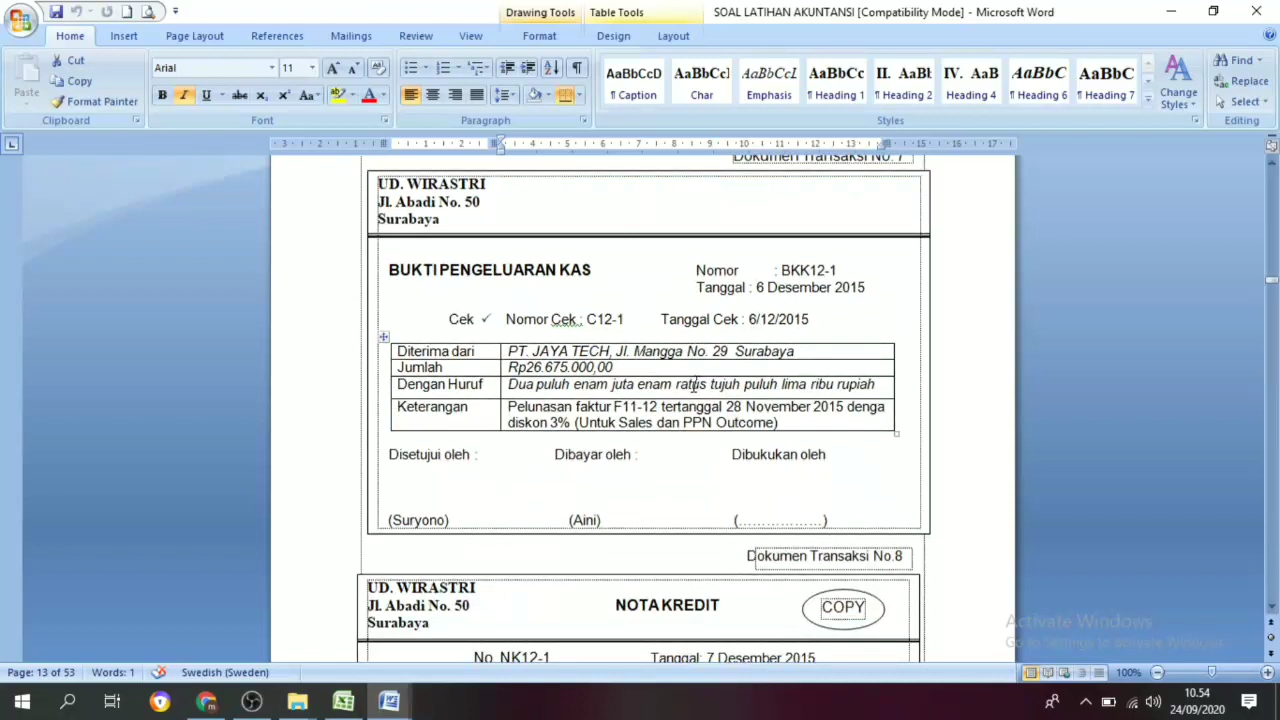 Drawing Tools
Table Tools
SOAL LATIHAN AKUNTANSI [Compatibility Mode] - Microsoft Word
Home Insert Page Layout References Mailings Review View Format Design Layout
Paste
Cut
Copy
Format Painter
Clipboard
Arial 11
Font
Paragraph
AaBbCcD AaBbCcI AaBbCcL AaBbCc II. AaBl IV. AaB AaBbC AaBbC
¶ Caption Char Emphasis ¶ Heading 1 ¶ Heading 2 ¶ Heading 4 ¶ Heading 6 ¶ Heading 7
Change Styles
Styles
Find
Replace
Select
Editing
Dokumen Transaksi No. 7
UD. WIRASTRI
Jl. Abadi No. 50
Surabaya
BUKTI PENGELUARAN KAS
Nomor : BKK12-1
Tanggal : 6 Desember 2015
Cek ✓ Nomor Cek : C12-1 Tanggal Cek : 6/12/2015
Diterima dari PT. JAYA TECH, Jl. Mangga No. 29 Surabaya
Jumlah Rp26.675.000,00
Dengan Huruf Dua puluh enam juta enam ratus tujuh puluh lima ribu rupiah
Keterangan Pelunasan faktur F11-12 tertanggal 28 November 2015 denga
diskon 3% (Untuk Sales dan PPN Outcome)
Disetujui oleh : Dibayar oleh : Dibukukan oleh
(Suryono) (Aini) (………………)
Dokumen Transaksi No.8
UD. WIRASTRI
Jl. Abadi No. 50
Surabaya
NOTA KREDIT
COPY
No. NK12-1 Tanggal: 7 Desember 2015
Activate Windows
Go to Settings to activate Windows.
Page: 13 of 53 Words: 1 Swedish (Sweden) 100%
10.54
24/09/2020